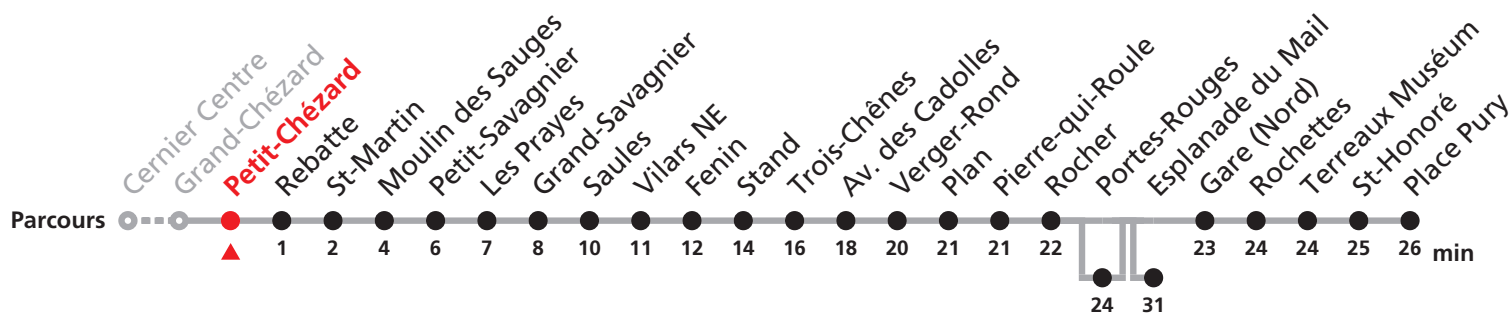 Cernier Centre
Grand-Chézard
Petit-Chézard
Rebatte
St-Martin
Moulin des Sauges
Petit-Savagnier
Les Prayes
Grand-Savagnier
Saules
Vilars NE
Fenin
Stand
Trois-Chênes
Av. des Cadolles
Verger-Rond
Plan
Pierre-qui-Roule
Rocher
Portes-Rouges
Esplanade du Mail
Gare (Nord)
Rochettes
Terreaux Muséum
St-Honoré
Place Pury
Parcours
1 2 4 6 7 8 10 11 12 14 16 18 20 21 21 22 23 24 24 25 26 min
24 31